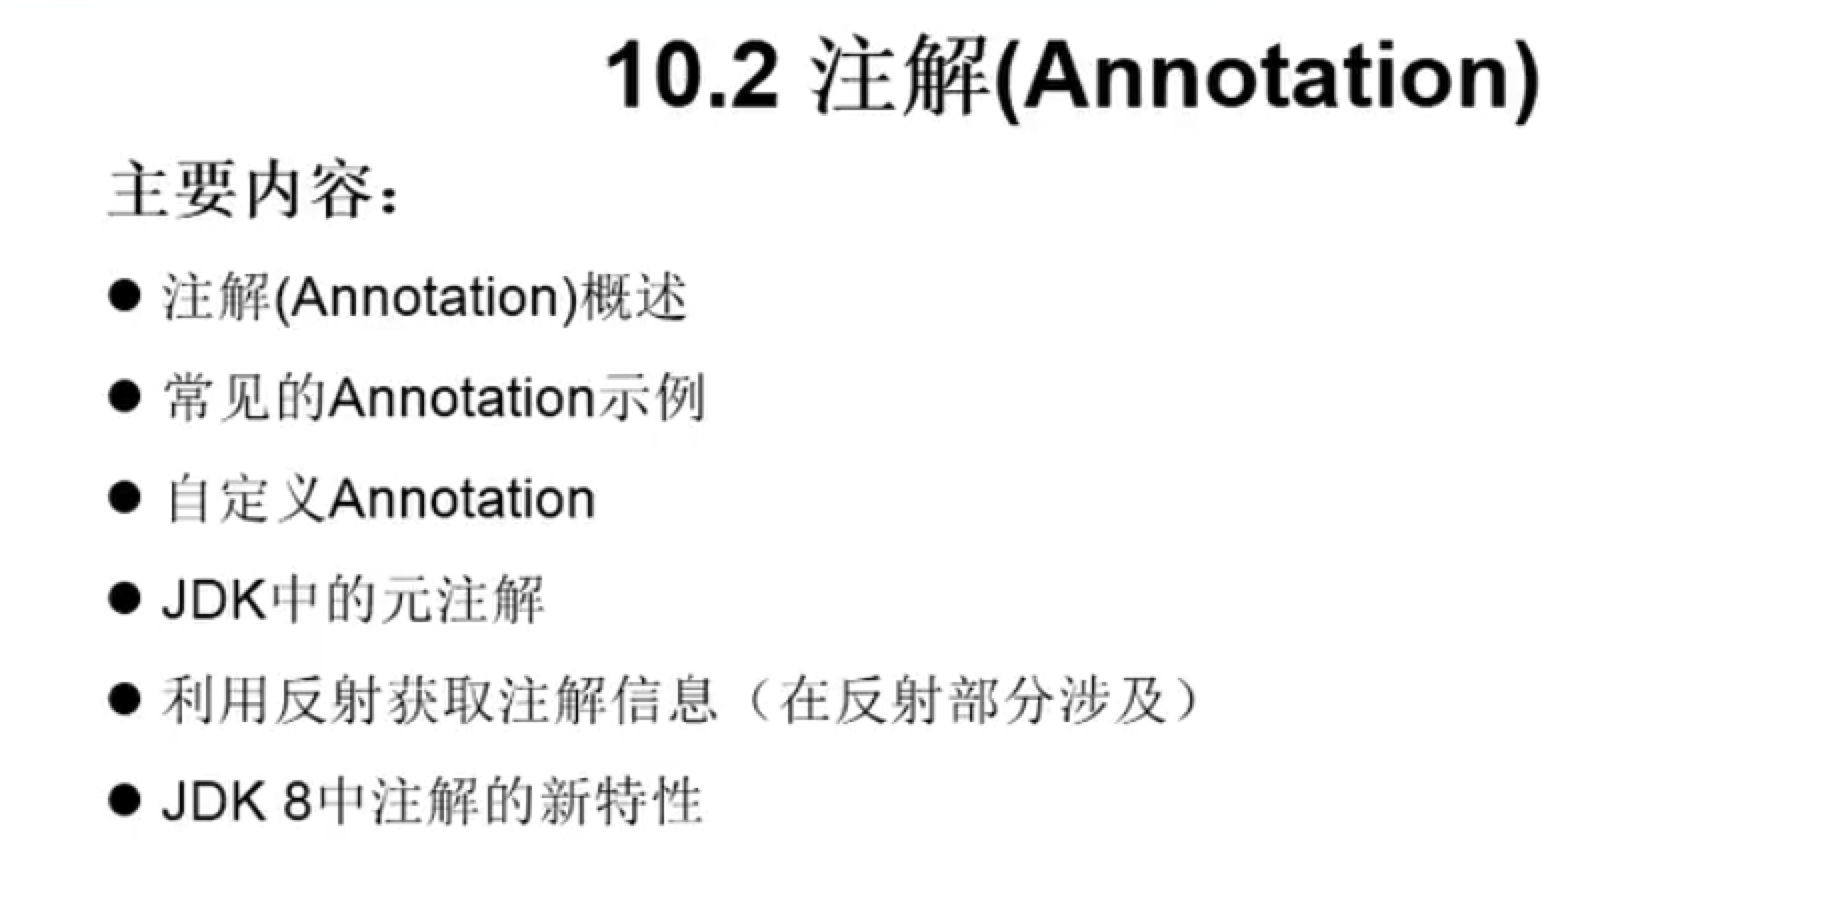 10.2 注解(Annotation)
主要内容：
● 注解(Annotation)概述
● 常见的Annotation示例
● 自定义Annotation
● JDK中的元注解
● 利用反射获取注解信息（在反射部分涉及）
● JDK 8中注解的新特性